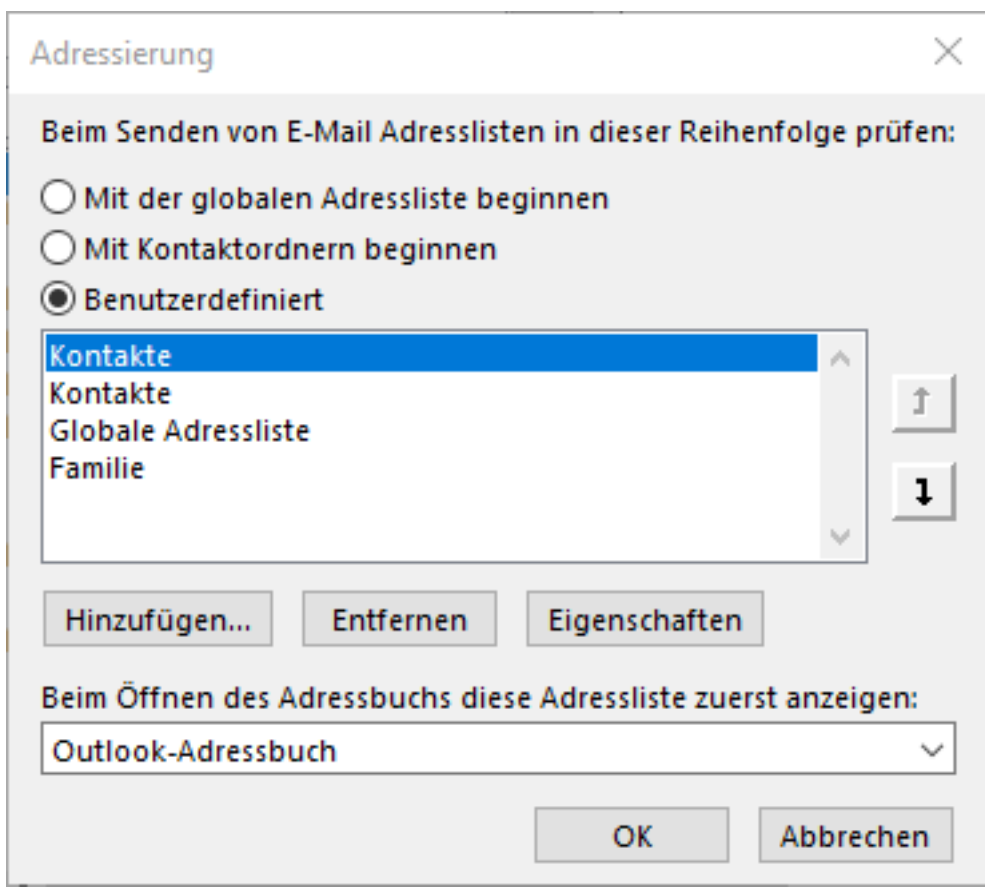 Adressierung
Beim Senden von E-Mail Adresslisten in dieser Reihenfolge prüfen:
Mit der globalen Adressliste beginnen
Mit Kontaktordnern beginnen
Benutzerdefiniert
Kontakte
Kontakte
Globale Adressliste
Familie
Hinzufügen... Entfernen Eigenschaften
Beim Öffnen des Adressbuchs diese Adressliste zuerst anzeigen:
Outlook-Adressbuch
OK Abbrechen